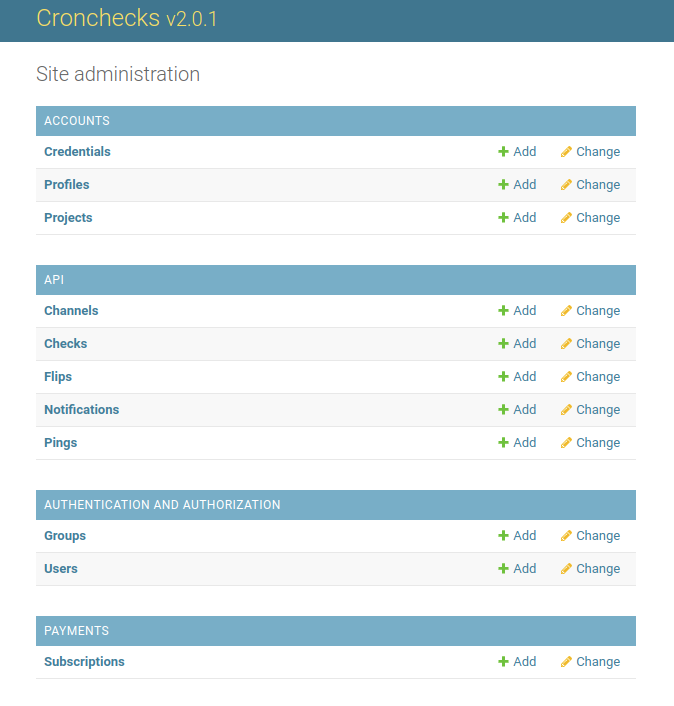 Cronchecks v2.0.1
Site administration
ACCOUNTS
Credentials Add Change
Profiles Add Change
Projects Add Change
API
Channels Add Change
Checks Add Change
Flips Add Change
Notifications Add Change
Pings Add Change
AUTHENTICATION AND AUTHORIZATION
Groups Add Change
Users Add Change
PAYMENTS
Subscriptions Add Change